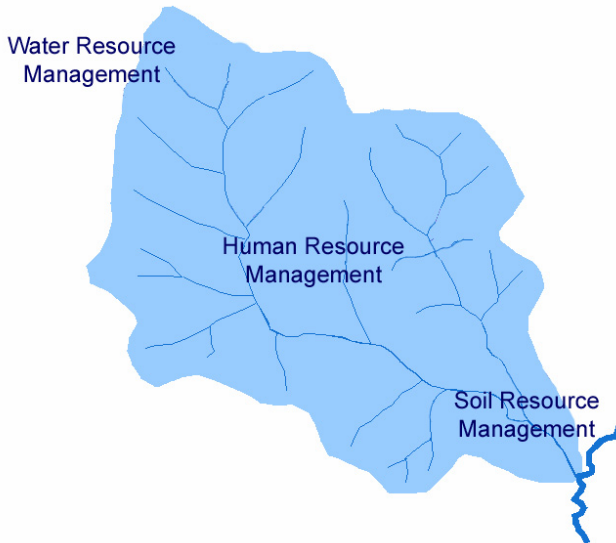 Water Resource
Management
Human Resource
Management
Soil Resource
Management